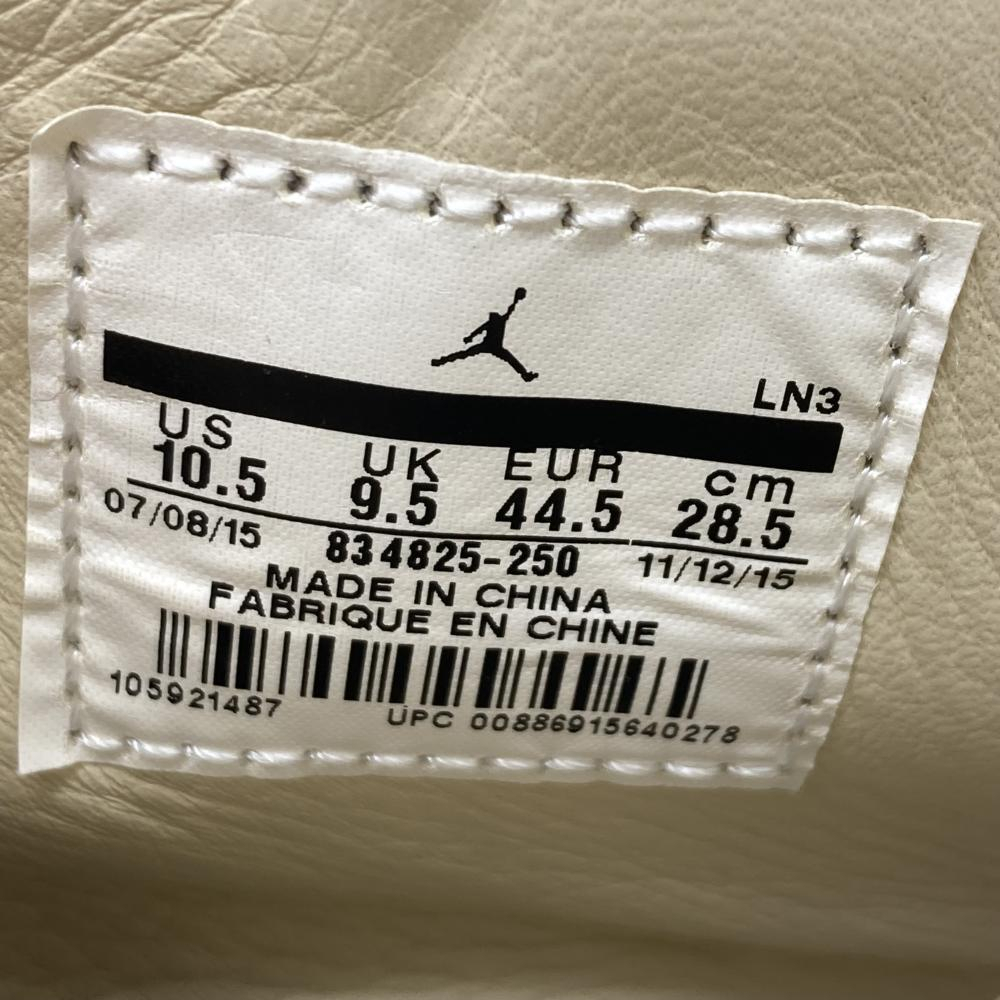 LN3
US UK EUR cm
10.5 9.5 44.5 28.5
07/08/15 834825-250 11/12/15
MADE IN CHINA
FABRIQUE EN CHINE
105921487 UPC 00886915640278